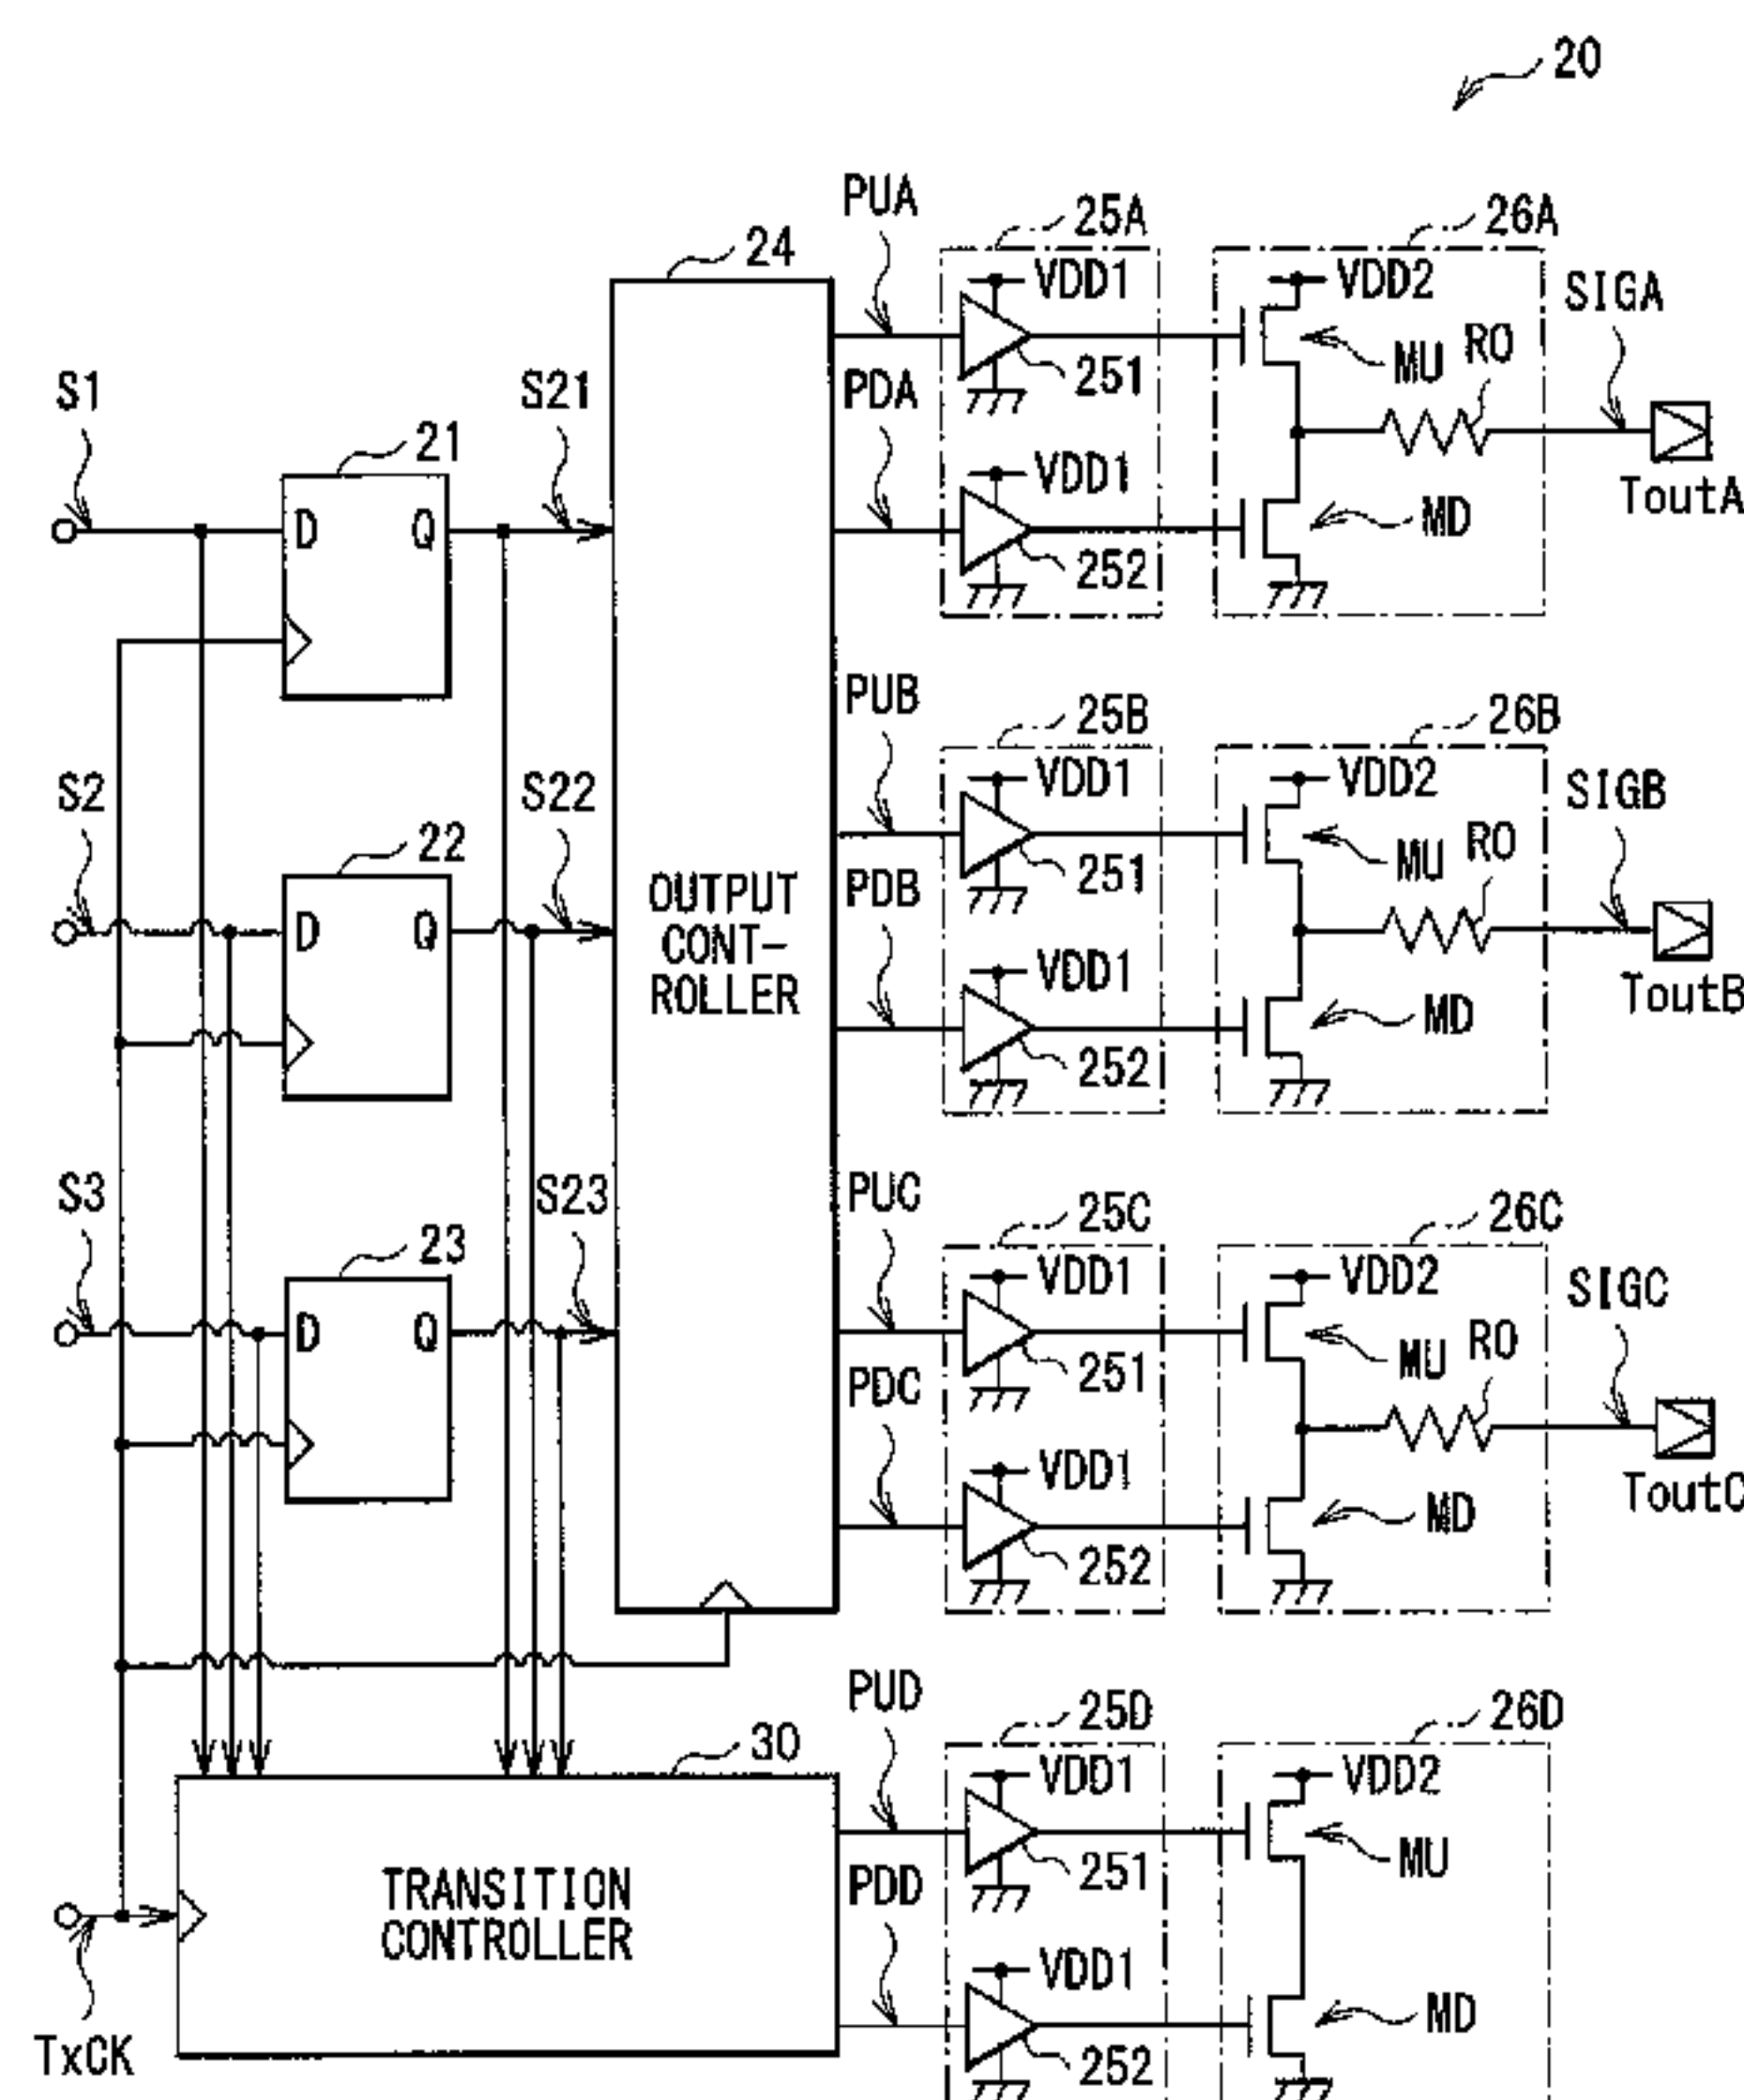 20
PUA
25A
26A
24
VDD1
VDD2
SIGA
MU
RO
251
S1
S21
PDA
21
VDD1
ToutA
D
Q
MD
252
PUB
25B
26B
S2
S22
VDD1
VDD2
SIGB
22
MU
RO
251
OUTPUT
CONT-
ROLLER
PDB
D
Q
VDD1
ToutB
MD
252
S3
S23
PUC
25C
26C
23
VDD1
VDD2
SIGC
D
Q
MU
RO
251
PDC
VDD1
ToutC
MD
252
PUD
25D
26D
30
VDD1
VDD2
MU
251
TRANSITION
CONTROLLER
PDD
VDD1
MD
TxCK
252